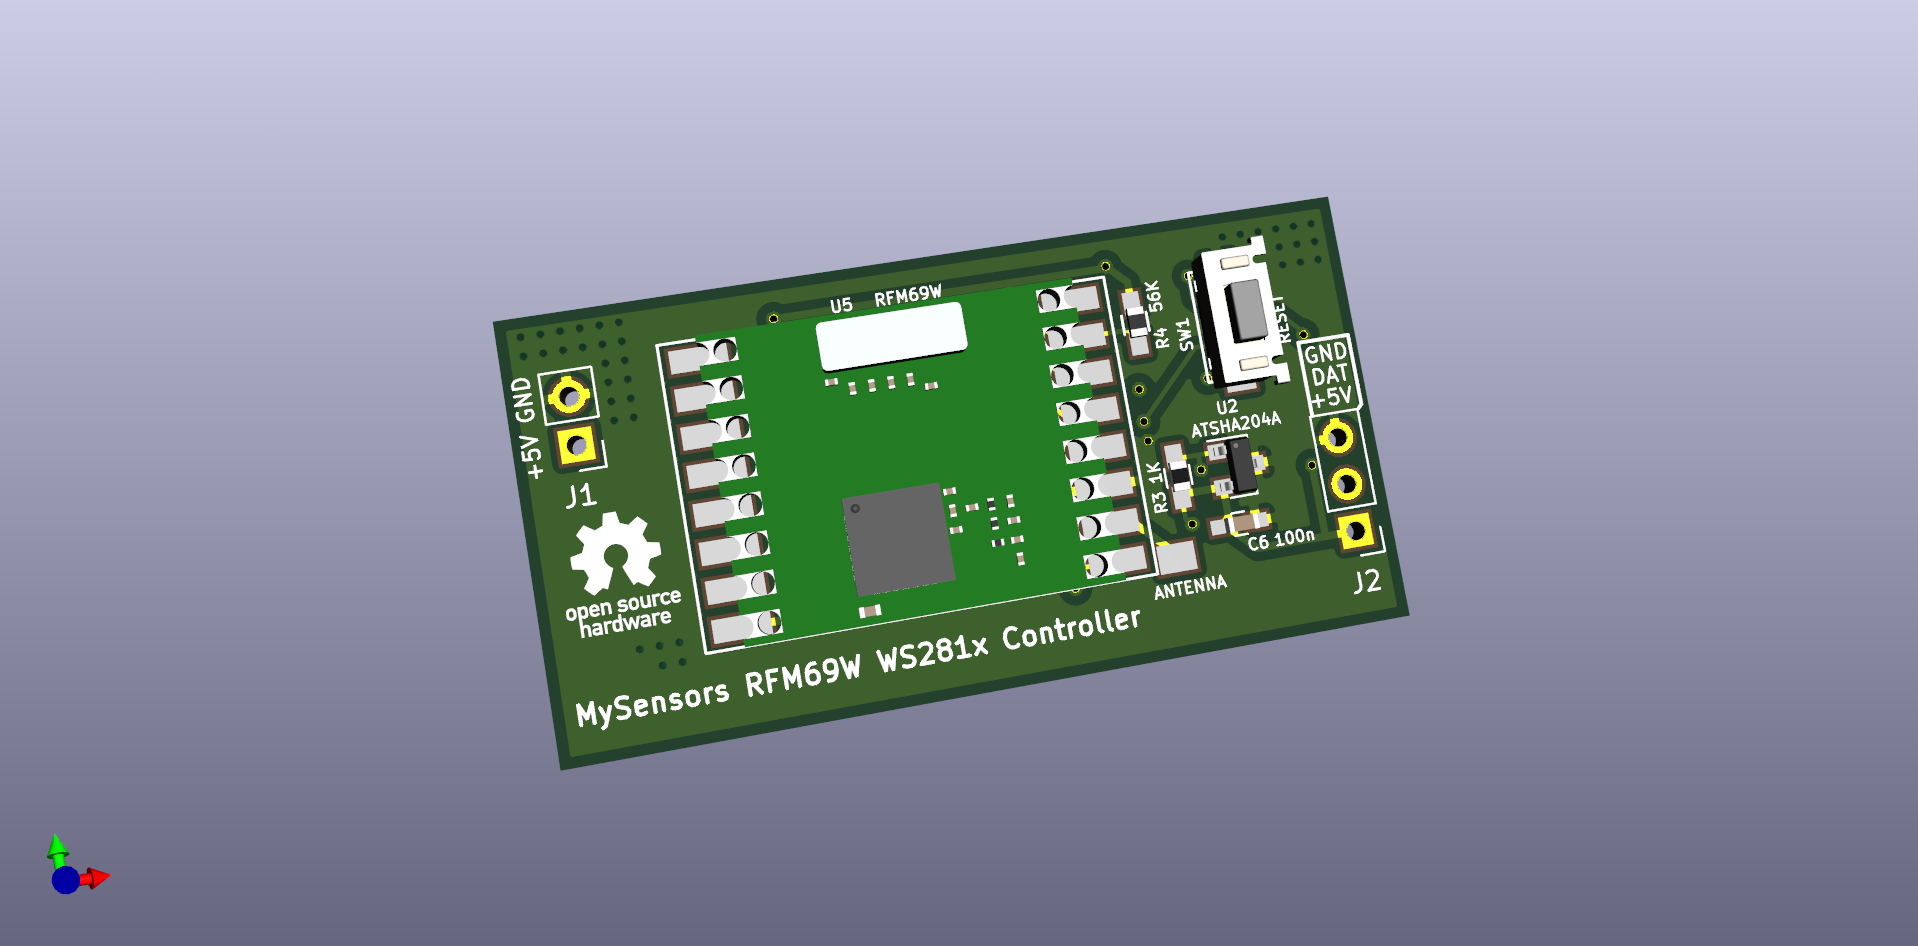 U5 RFM69W
56K
R4
SW1
RESET
GND
DAT
+5V
+5V GND
J1
U2
ATSHA204A
R3 1K
C6 100n
J2
ANTENNA
open source
hardware
MySensors RFM69W WS281x Controller